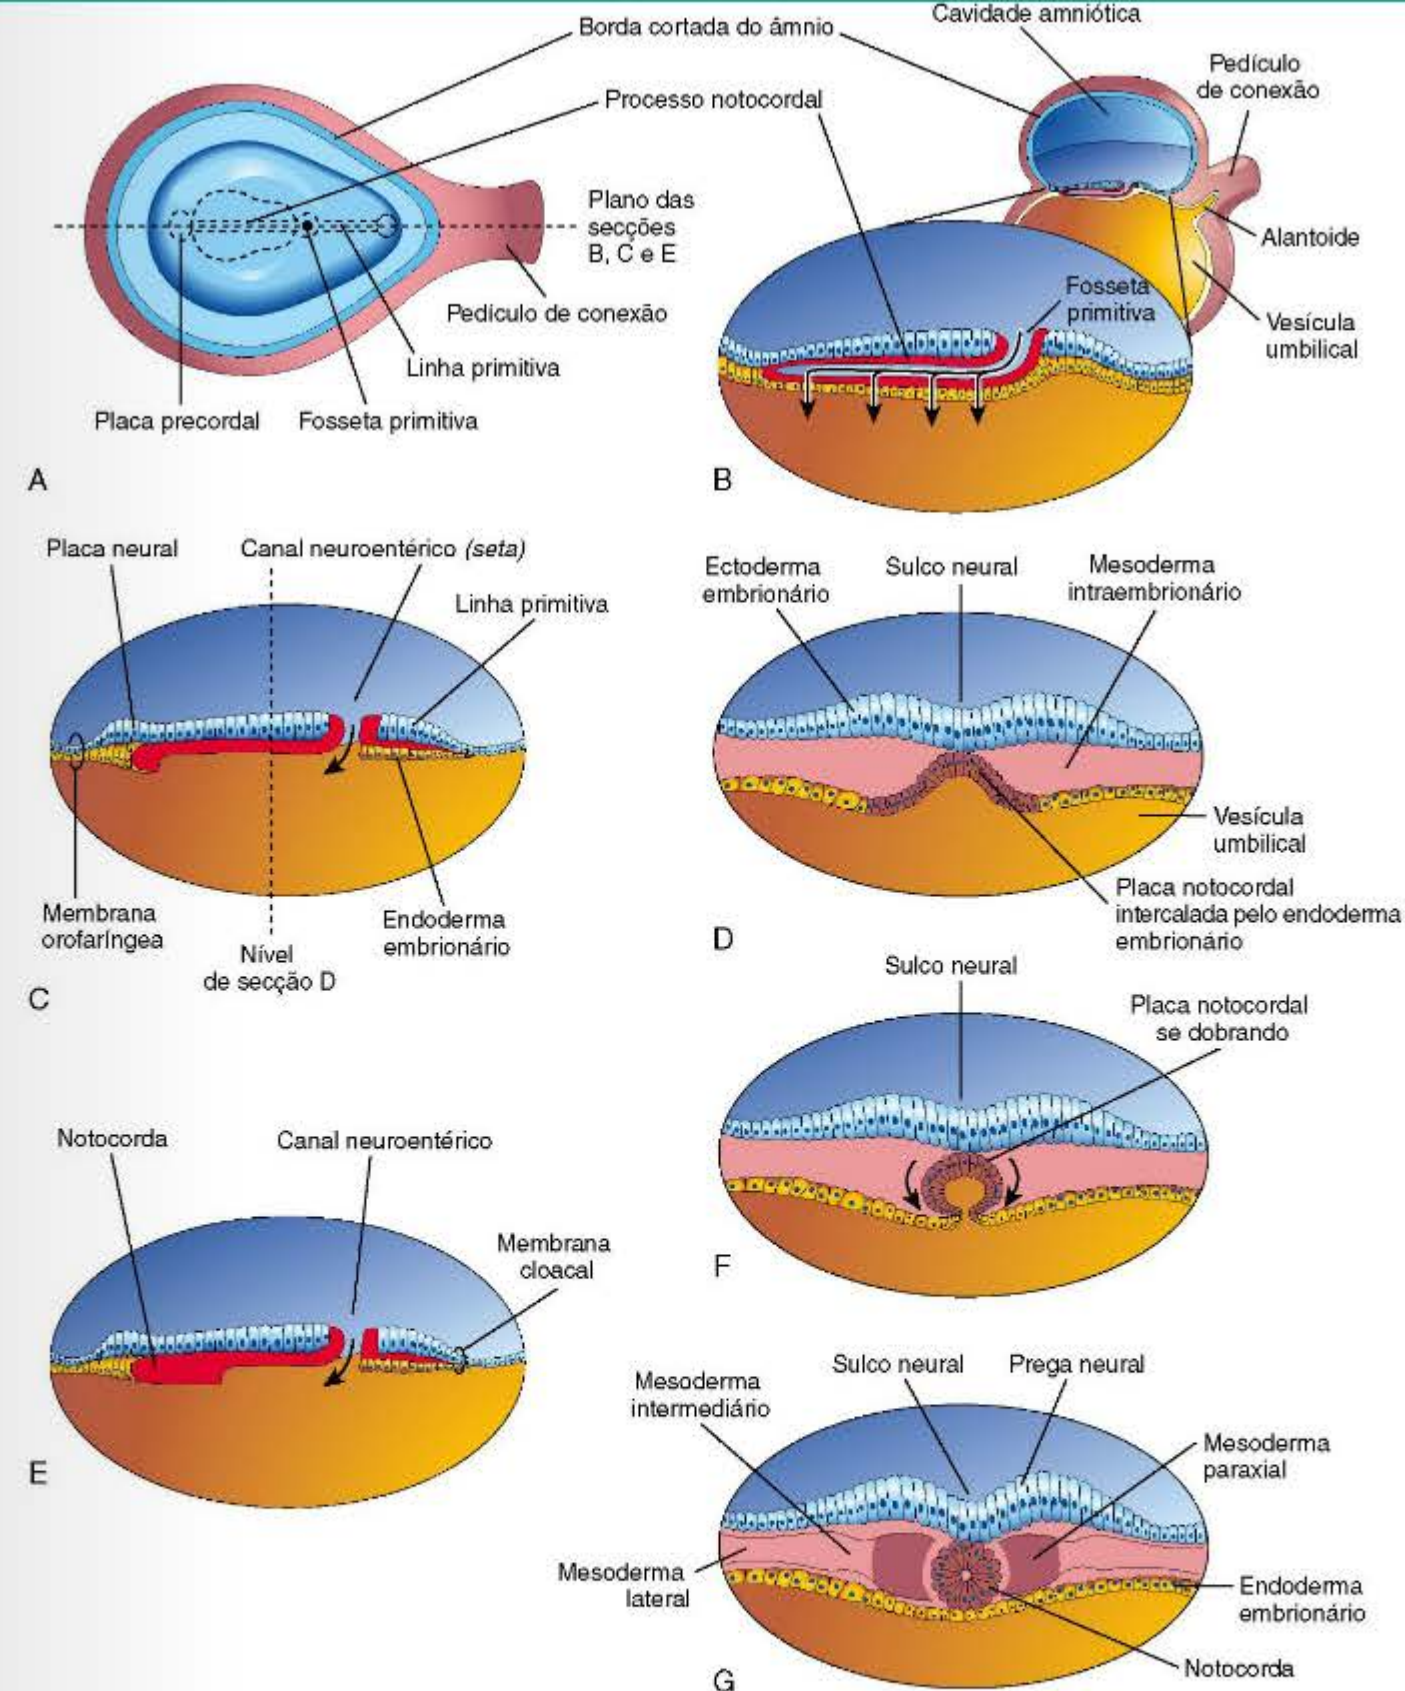 Borda cortada do âmnio
Cavidade amniótica
Processo notocordal
Pedículo
de conexão
Plano das
secções
B, C e E
Alantoide
Fosseta
primitiva
Pedículo de conexão
Vesícula
umbilical
Linha primitiva
Placa precordal
Fosseta primitiva
A
B
Placa neural
Canal neuroentérico (seta)
Linha primitiva
Membrana
orofaríngea
Nível
de secção D
Endoderma
embrionário
C
Ectoderma
embrionário
Sulco neural
Mesoderma
intraembrionário
Vesícula
umbilical
Placa notocordal
intercalada pelo endoderma
embrionário
D
Sulco neural
Placa notocordal
se dobrando
F
Notocorda
Canal neuroentérico
Membrana
cloacal
E
Mesoderma
intermediário
Sulco neural
Prega neural
Mesoderma
paraxial
Mesoderma
lateral
Endoderma
embrionário
Notocorda
G